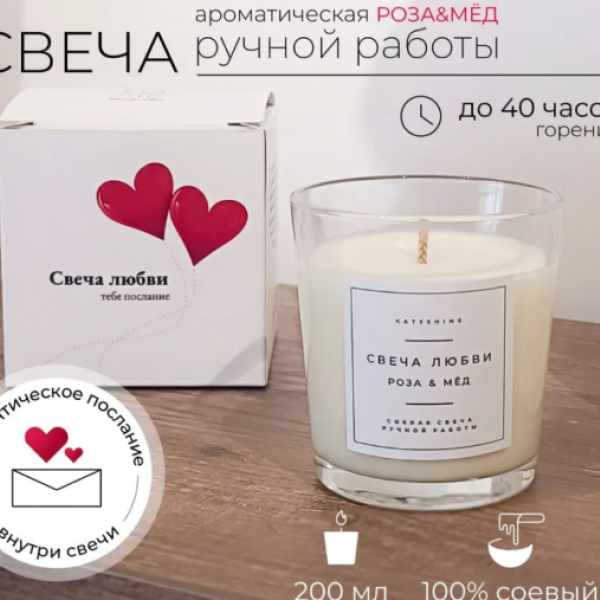 ароматическая РОЗА&МЁД
СВЕЧА ручной работы
до 40 часо
горени
Свеча любви
тебе послание
KATYSHINE
СВЕЧА ЛЮБВИ
РОЗА & МЁД
СОЕВАЯ СВЕЧА
РУЧНОЙ РАБОТЫ
тическое послание
внутри свечи
200 мл
100% соевый